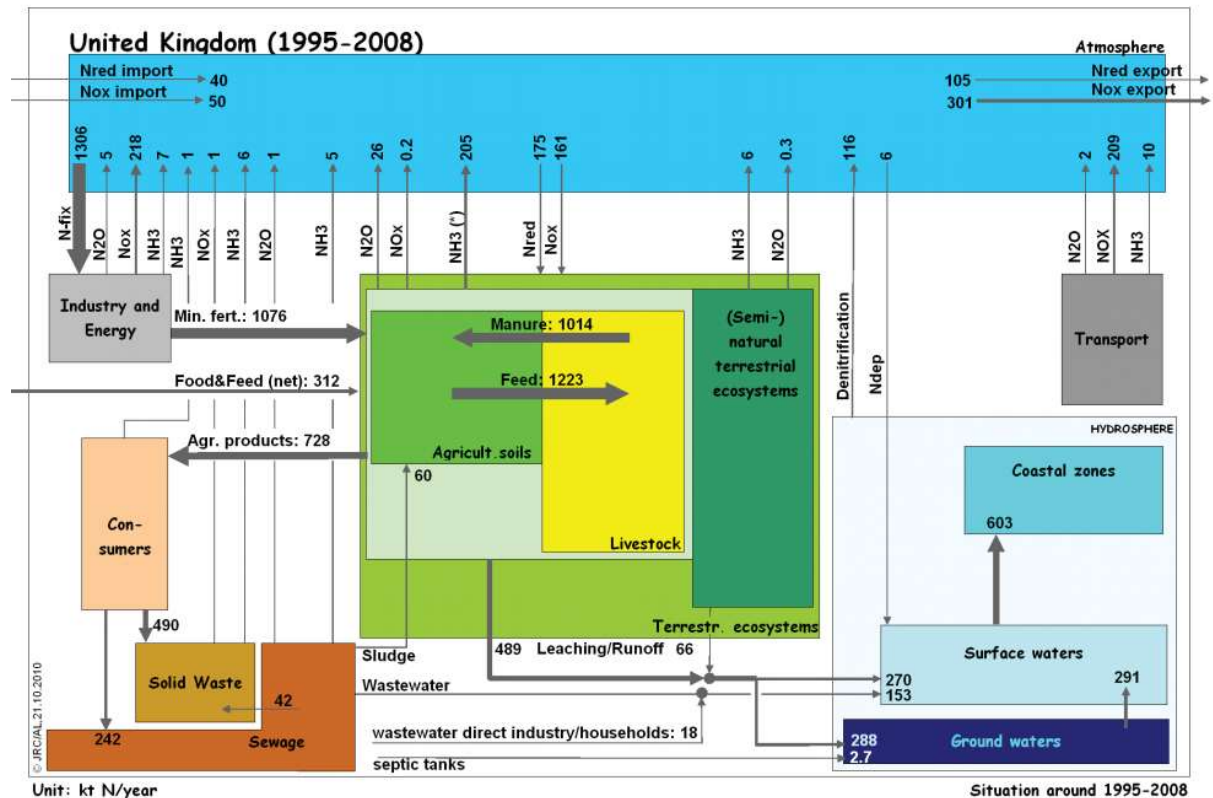 United Kingdom (1995-2008)
Atmosphere
Nred import
40
105
Nred export
Nox import
50
301
Nox export
1306
5
218
7
1
1
6
1
5
26
0.2
205
175
161
6
0.3
116
6
2
209
10
N-fix
N2O
Nox
NH3
NH3
NOx
NH3
N2O
NH3
N2O
NOx
NH3 (*)
Nred
Nox
NH3
N2O
Denitrification
Ndep
N2O
NOX
NH3
Industry and
Energy
Min. fert.: 1076
Manure: 1014
(Semi-)
natural
terrestrial
ecosystems
Transport
Food&Feed (net): 312
Feed: 1223
HYDROSPHERE
Agr. products: 728
Agricult.soils
60
Coastal zones
Con-
sumers
603
Livestock
490
Terrestr. ecosystems
Sludge
489
Leaching/Runoff 66
Surface waters
Solid Waste
Wastewater
270
291
42
153
242
Sewage
wastewater direct industry/households: 18
288
Ground waters
septic tanks
2.7
© JRC/AL,21.10.2010
Unit: kt N/year
Situation around 1995-2008